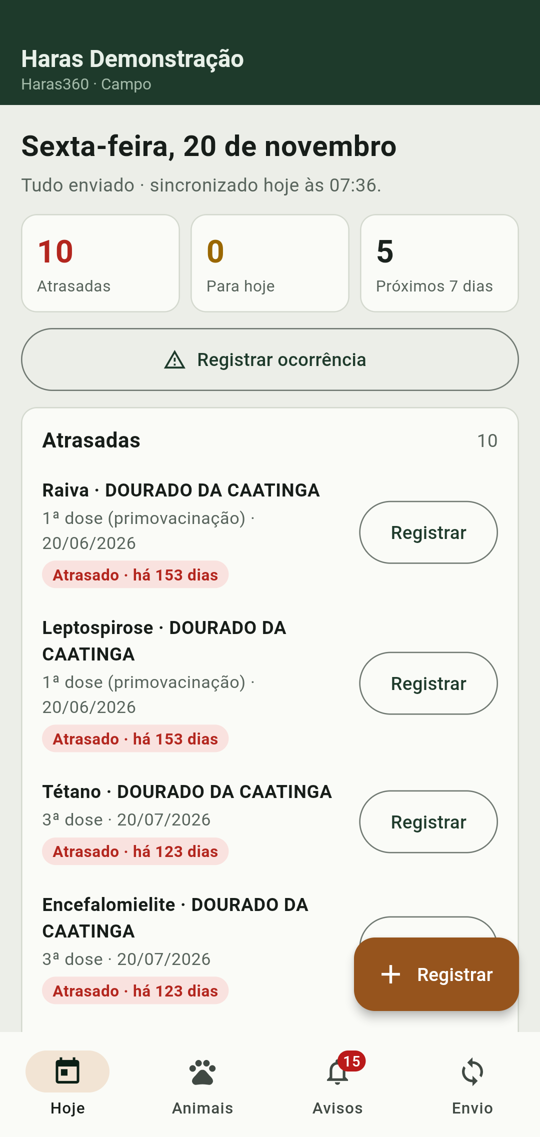 Haras Demonstração
Haras360 · Campo
Sexta-feira, 20 de novembro
Tudo enviado · sincronizado hoje às 07:36.
10
Atrasadas
0
Para hoje
5
Próximos 7 dias
Registrar ocorrência
Atrasadas
10
Raiva · DOURADO DA CAATINGA
1ª dose (primovacinação) ·
20/06/2026
Atrasado · há 153 dias
Registrar
Leptospirose · DOURADO DA
CAATINGA
1ª dose (primovacinação) ·
20/06/2026
Atrasado · há 153 dias
Registrar
Tétano · DOURADO DA CAATINGA
3ª dose · 20/07/2026
Atrasado · há 123 dias
Registrar
Encefalomielite · DOURADO DA
CAATINGA
3ª dose · 20/07/2026
Atrasado · há 123 dias
Registrar
Hoje
Animais
15
Avisos
Envio